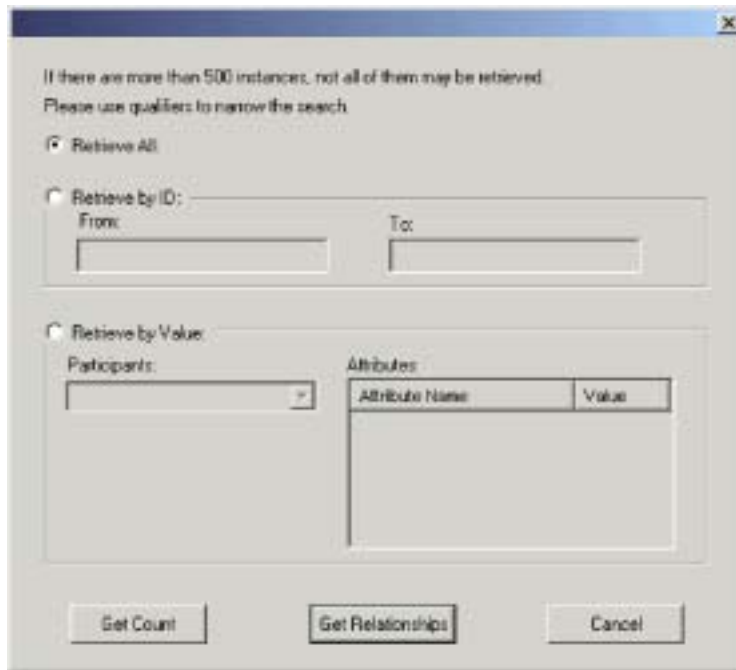 If there are more than 500 instances, not all of them may be retrieved.
Please use qualifiers to narrow the search.
Retrieve All
Retrieve by ID:
From:
To:
Retrieve by Value:
Participants:
Attributes
Attribute Name
Value
Get Count
Get Relationships
Cancel